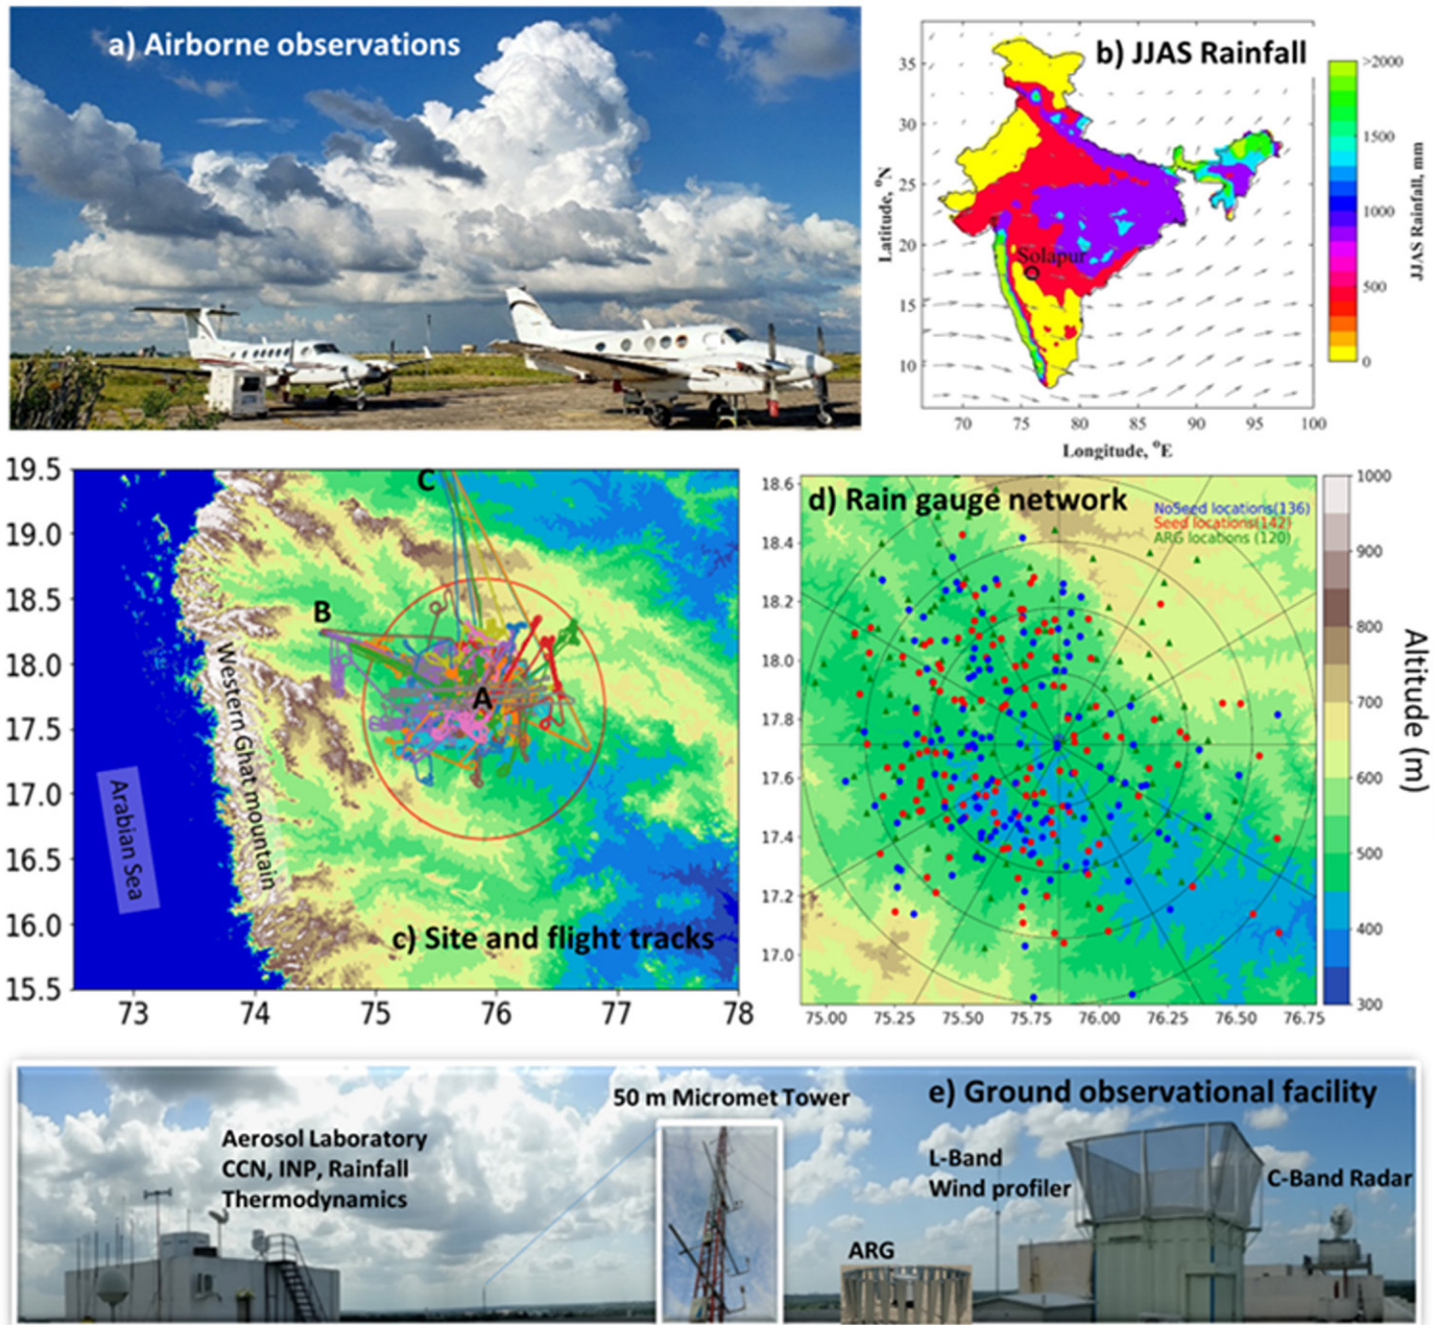 a) Airborne observations
b) JJAS Rainfall
35
30
25
20
15
10
Latitude, °N
70
75
80
85
90
95
100
Longitude, °E
Solapur
>2000
1500
1000
500
0
JJAS Rainfall, mm
19.5
19.0
18.5
18.0
17.5
17.0
16.5
16.0
15.5
73
74
75
76
77
78
C
B
A
Western Ghat mountain
Arabian Sea
c) Site and flight tracks
d) Rain gauge network
NoSeed locations(136)
Seed locations(142)
ARG locations (120)
18.6
18.4
18.2
18.0
17.8
17.6
17.4
17.2
17.0
75.00
75.25
75.50
75.75
76.00
76.25
76.50
76.75
1000
900
800
700
600
500
400
300
Altitude (m)
e) Ground observational facility
50 m Micromet Tower
Aerosol Laboratory
CCN, INP, Rainfall
Thermodynamics
L-Band
Wind profiler
C-Band Radar
ARG